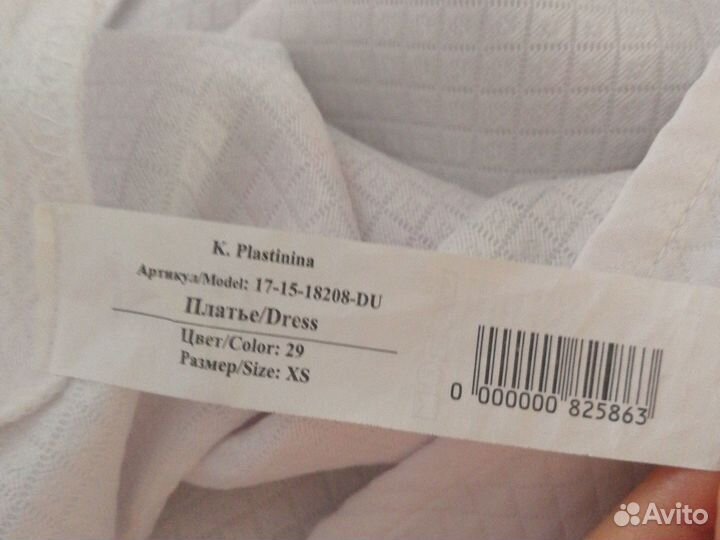 K. Plastinina
Артикул/Model: 17-15-18208-DU
Платье/Dress
Цвет/Color: 29
Размер/Size: XS
0 000000 825863
Avito